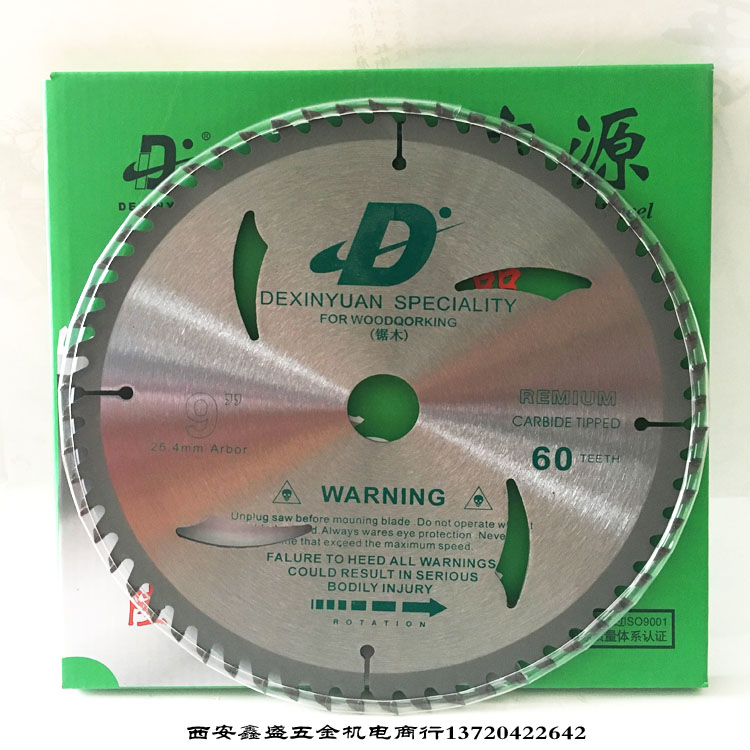 源
®
D
DEXINYUAN SPECIALITY
FOR WOODQORKING
(锯木)
9"
25.4mm Arbor
REMIUM
CARBIDE TIPPED
60 TEETH
WARNING
Unplug saw before mouning blade. Do not operate
Always wares eye protection. Never
that exceed the maximum speed.
FALURE TO HEED ALL WARNINGS
COULD RESULT IN SERIOUS
BODILY INJURY
ROTATION
ISO9001
量体系认证
西安鑫盛五金机电商行13720422642